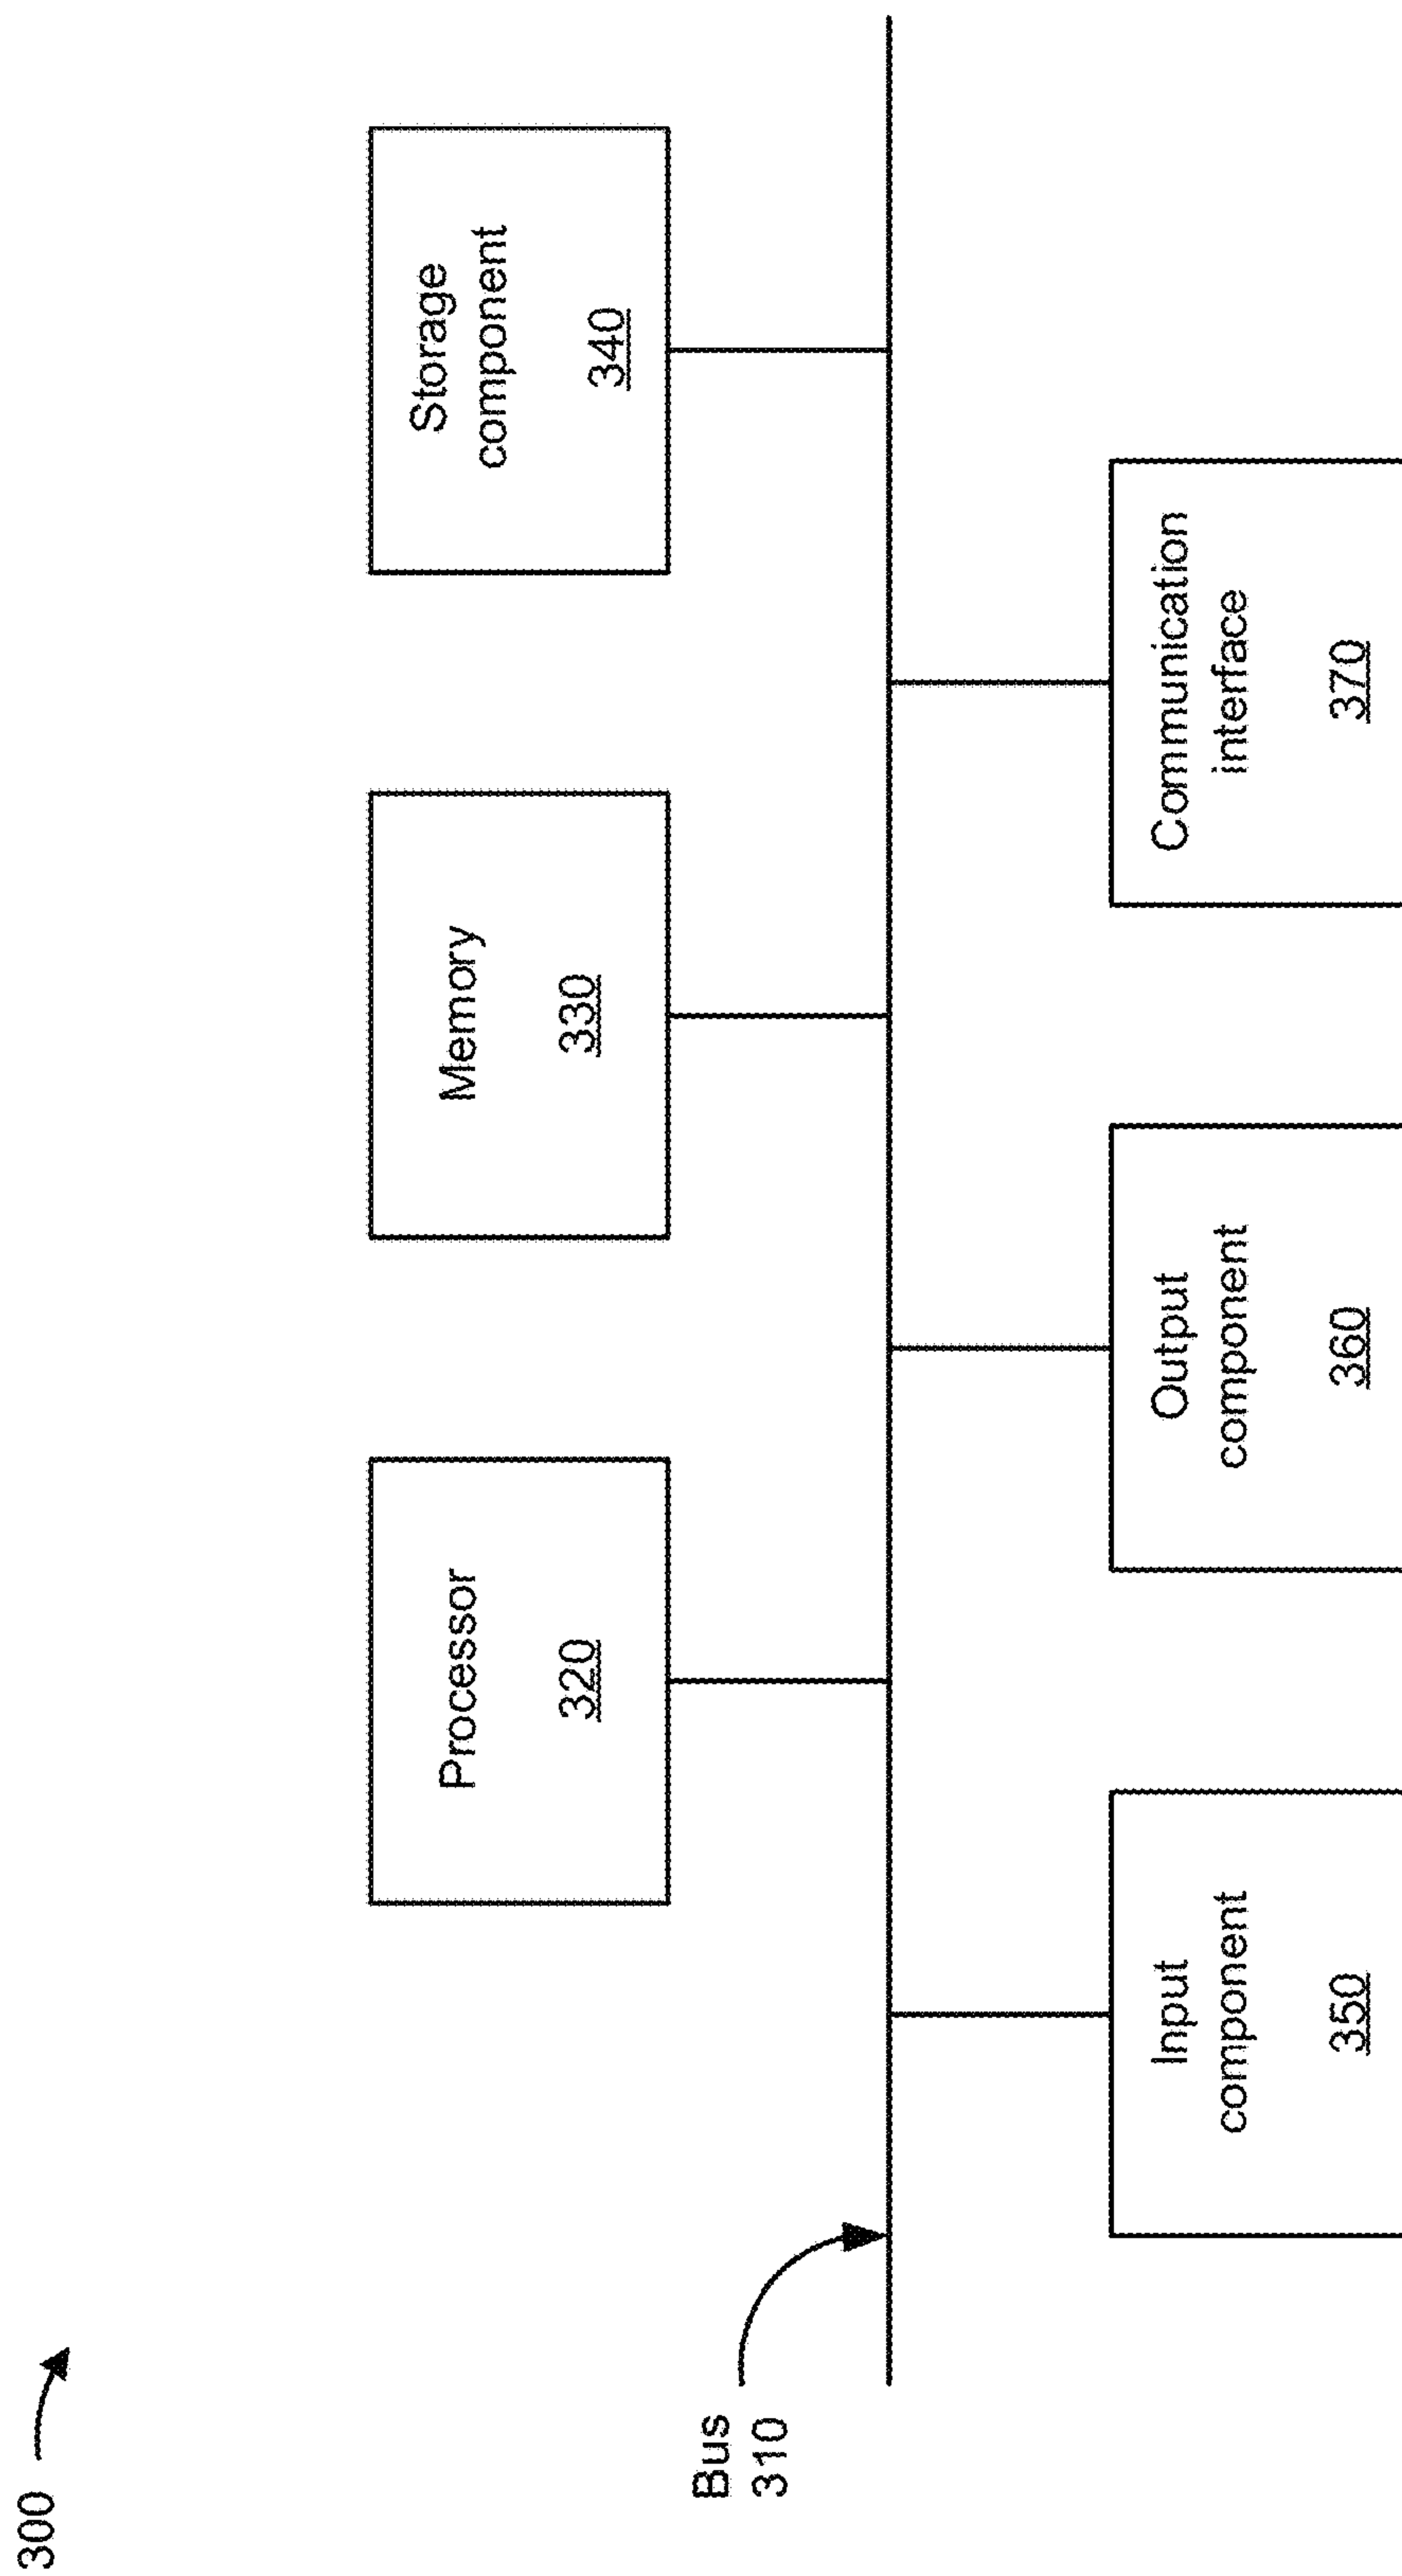 300
Bus
310
Processor
320
Memory
330
Storage
component
340
Input
component
350
Output
component
360
Communication
interface
370